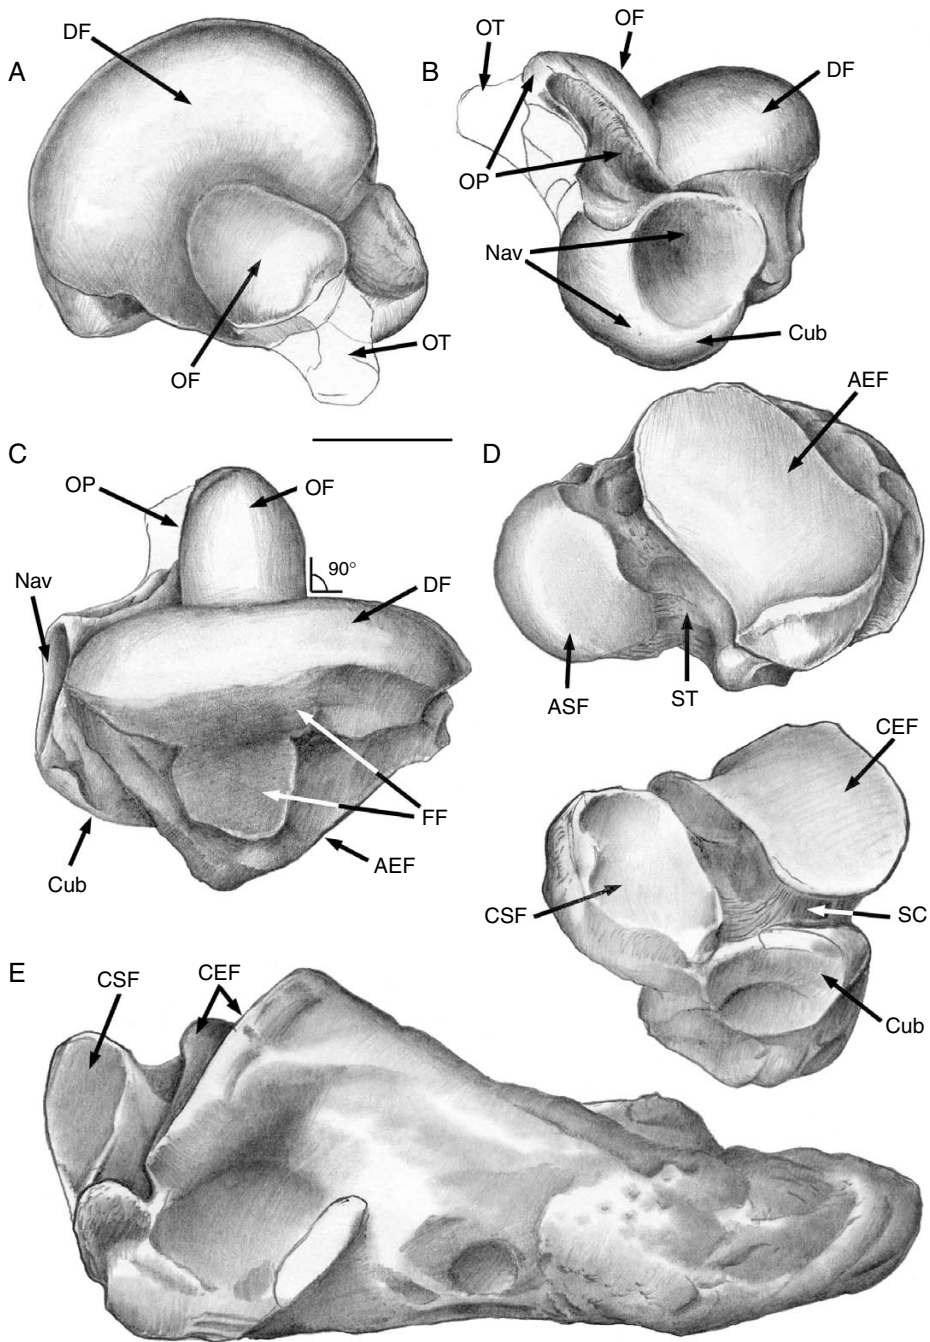 A
DF
OF
OT
B
OT
OF
DF
OP
Nav
Cub
C
OP
OF
90°
DF
Nav
FF
AEF
Cub
D
AEF
ASF
ST
CEF
CSF
SC
Cub
E
CSF
CEF